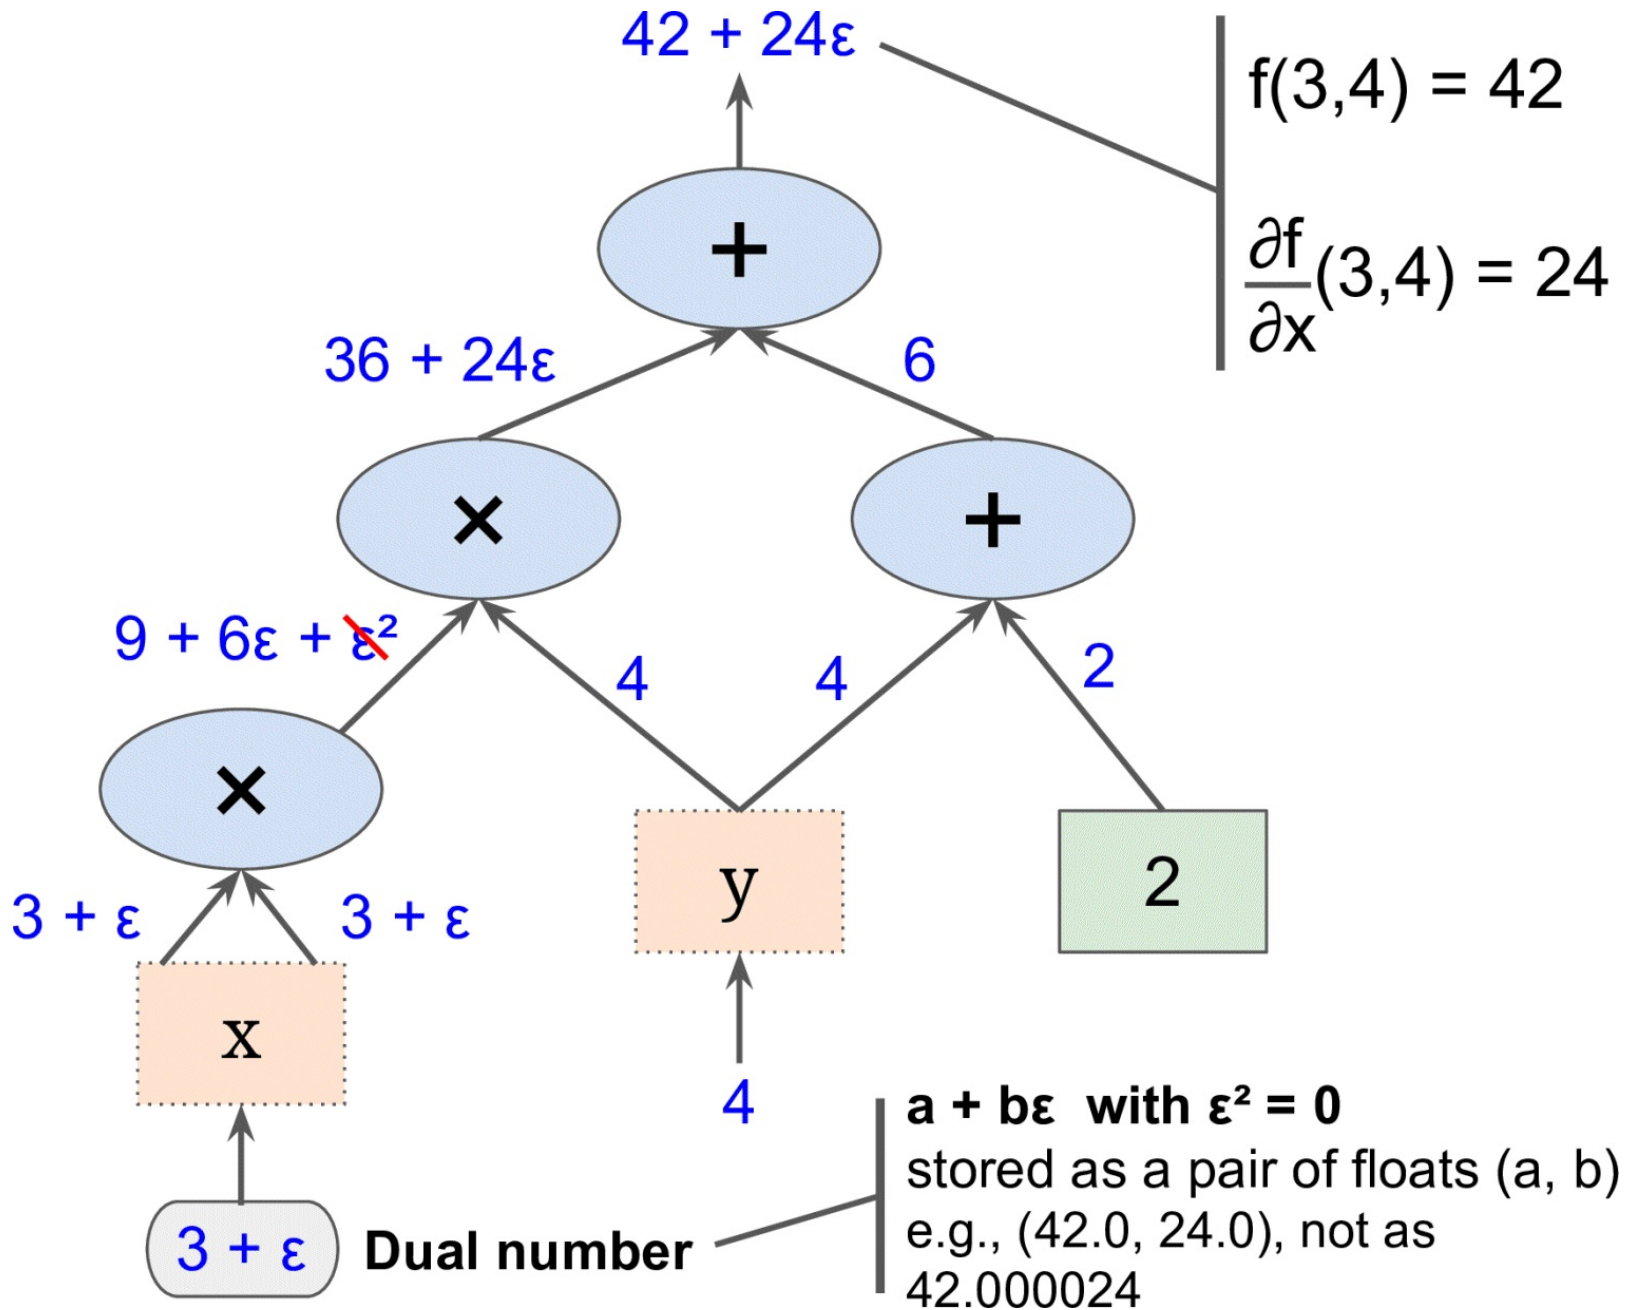 42 + 24ε
f(3,4) = 42
∂f
∂x
(3,4) = 24
+
36 + 24ε
6
×
+
9 + 6ε + ε²
4
4
2
×
y
2
3 + ε
3 + ε
x
4
a + bε with ε² = 0
stored as a pair of floats (a, b)
e.g., (42.0, 24.0), not as
42.000024
3 + ε
Dual number